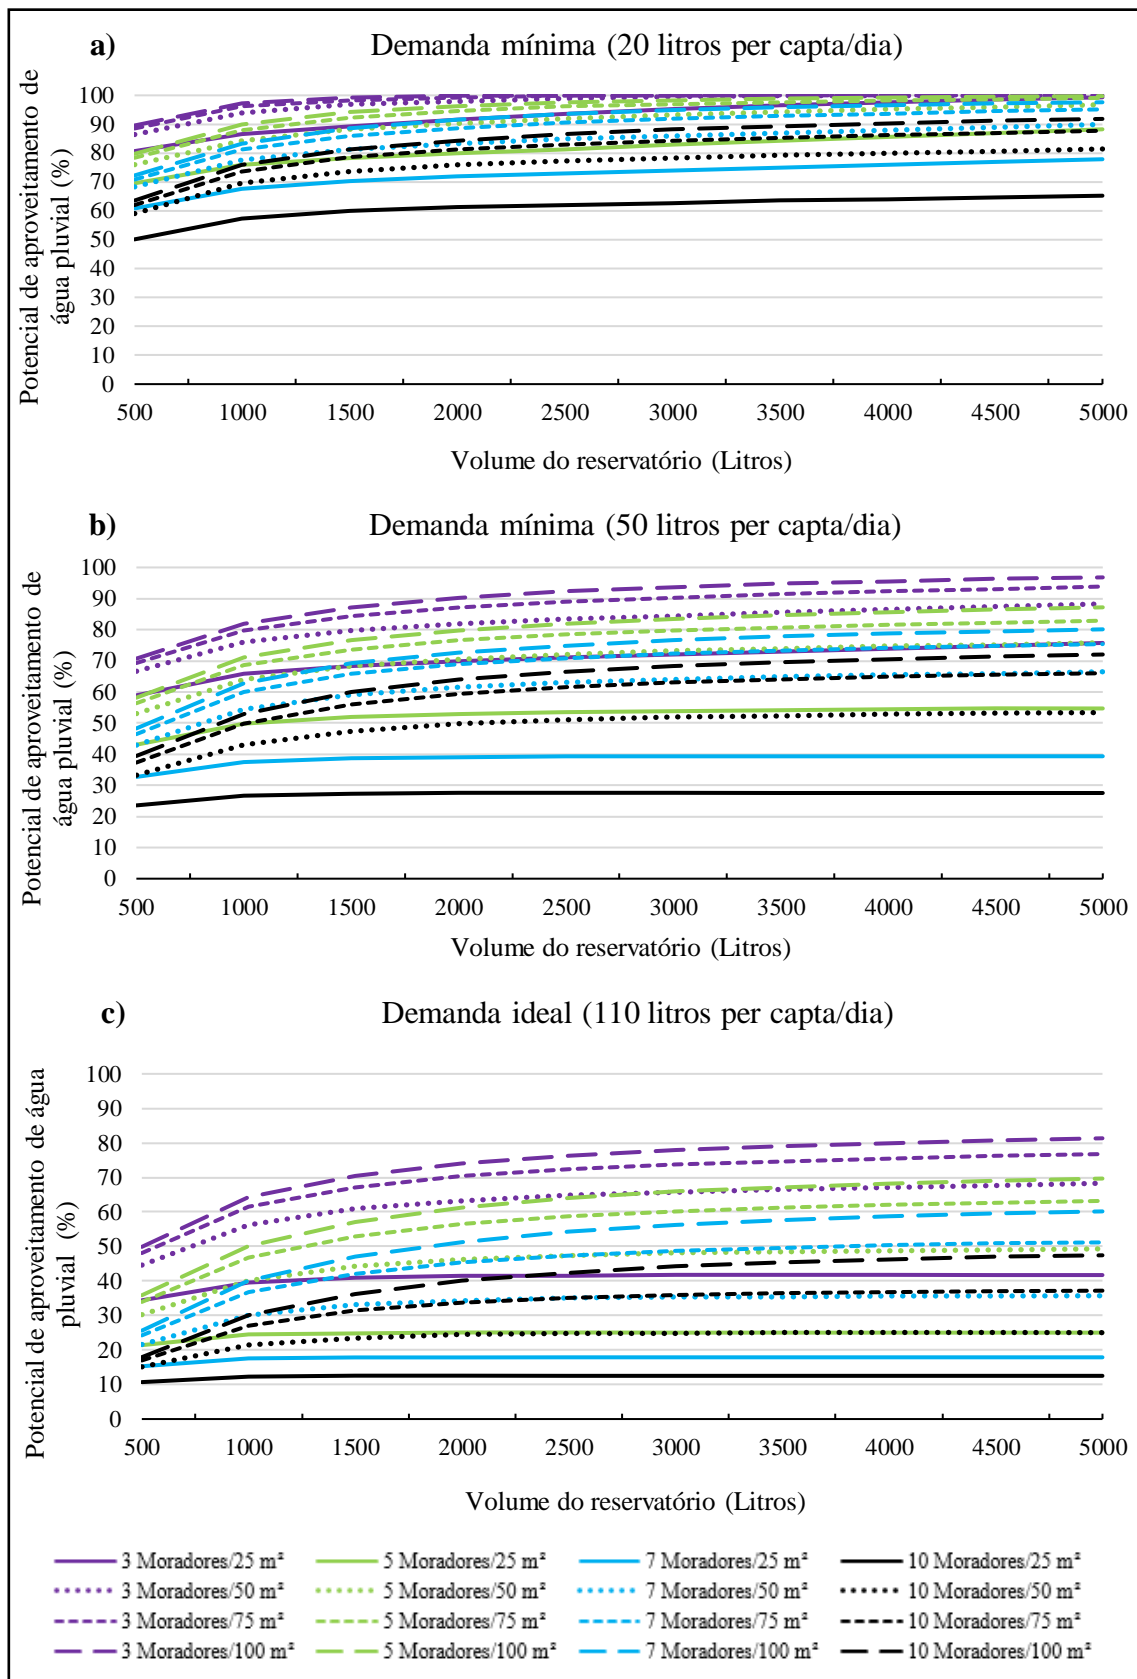 a) Demanda mínima (20 litros per capta/dia)
Potencial de aproveitamento de
água pluvial (%)
100
90
80
70
60
50
40
30
20
10
0
500 1000 1500 2000 2500 3000 3500 4000 4500 5000
Volume do reservatório (Litros)
b) Demanda mínima (50 litros per capta/dia)
Potencial de aproveitamento de
água pluvial (%)
100
90
80
70
60
50
40
30
20
10
0
500 1000 1500 2000 2500 3000 3500 4000 4500 5000
Volume do reservatório (Litros)
c) Demanda ideal (110 litros per capta/dia)
Potencial de aproveitamento de água
pluvial (%)
100
90
80
70
60
50
40
30
20
10
0
500 1000 1500 2000 2500 3000 3500 4000 4500 5000
Volume do reservatório (Litros)
3 Moradores/25 m² 5 Moradores/25 m² 7 Moradores/25 m² 10 Moradores/25 m²
3 Moradores/50 m² 5 Moradores/50 m² 7 Moradores/50 m² 10 Moradores/50 m²
3 Moradores/75 m² 5 Moradores/75 m² 7 Moradores/75 m² 10 Moradores/75 m²
3 Moradores/100 m² 5 Moradores/100 m² 7 Moradores/100 m² 10 Moradores/100 m²